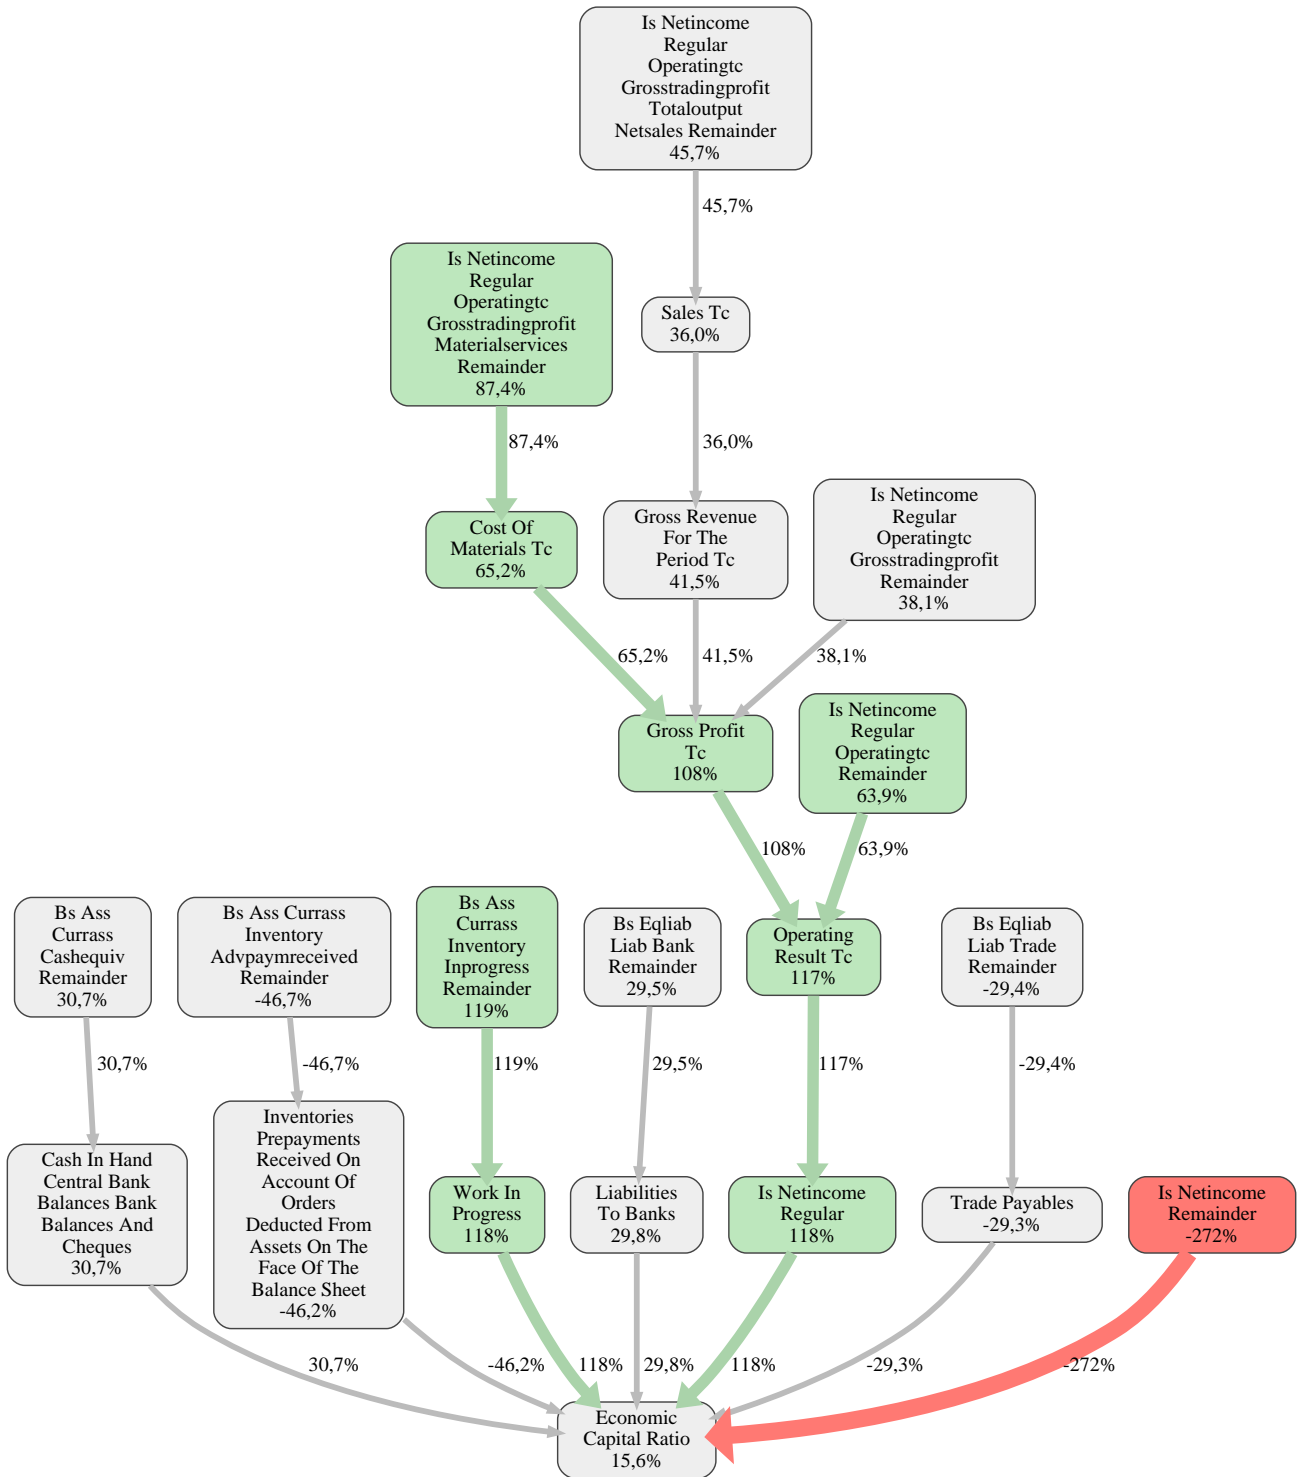 Is Netincome
Regular
Operatingtc
Grosstradingprofit
Totaloutput
Netsales Remainder
45,7%
45,7%
Is Netincome
Regular
Operatingtc
Grosstradingprofit
Materialservices
Remainder
87,4%
Sales Tc
36,0%
87,4%
36,0%
Cost Of
Materials Tc
65,2%
Gross Revenue
For The
Period Tc
41,5%
Is Netincome
Regular
Operatingtc
Grosstradingprofit
Remainder
38,1%
65,2%
41,5%
38,1%
Gross Profit
Tc
108%
Is Netincome
Regular
Operatingtc
Remainder
63,9%
108%
63,9%
Bs Ass
Currass
Cashequiv
Remainder
30,7%
Bs Ass Currass
Inventory
Advpaymreceived
Remainder
-46,7%
Bs Ass
Currass
Inventory
Inprogress
Remainder
119%
Bs Eqliab
Liab Bank
Remainder
29,5%
Operating
Result Tc
117%
Bs Eqliab
Liab Trade
Remainder
-29,4%
30,7%
-46,7%
119%
29,5%
117%
-29,4%
Cash In Hand
Central Bank
Balances Bank
Balances And
Cheques
30,7%
Inventories
Prepayments
Received On
Account Of
Orders
Deducted From
Assets On The
Face Of The
Balance Sheet
-46,2%
Work In
Progress
118%
Liabilities
To Banks
29,8%
Is Netincome
Regular
118%
Trade Payables
-29,3%
Is Netincome
Remainder
-272%
30,7%
-46,2%
118%
29,8%
118%
-29,3%
-272%
Economic
Capital Ratio
15,6%